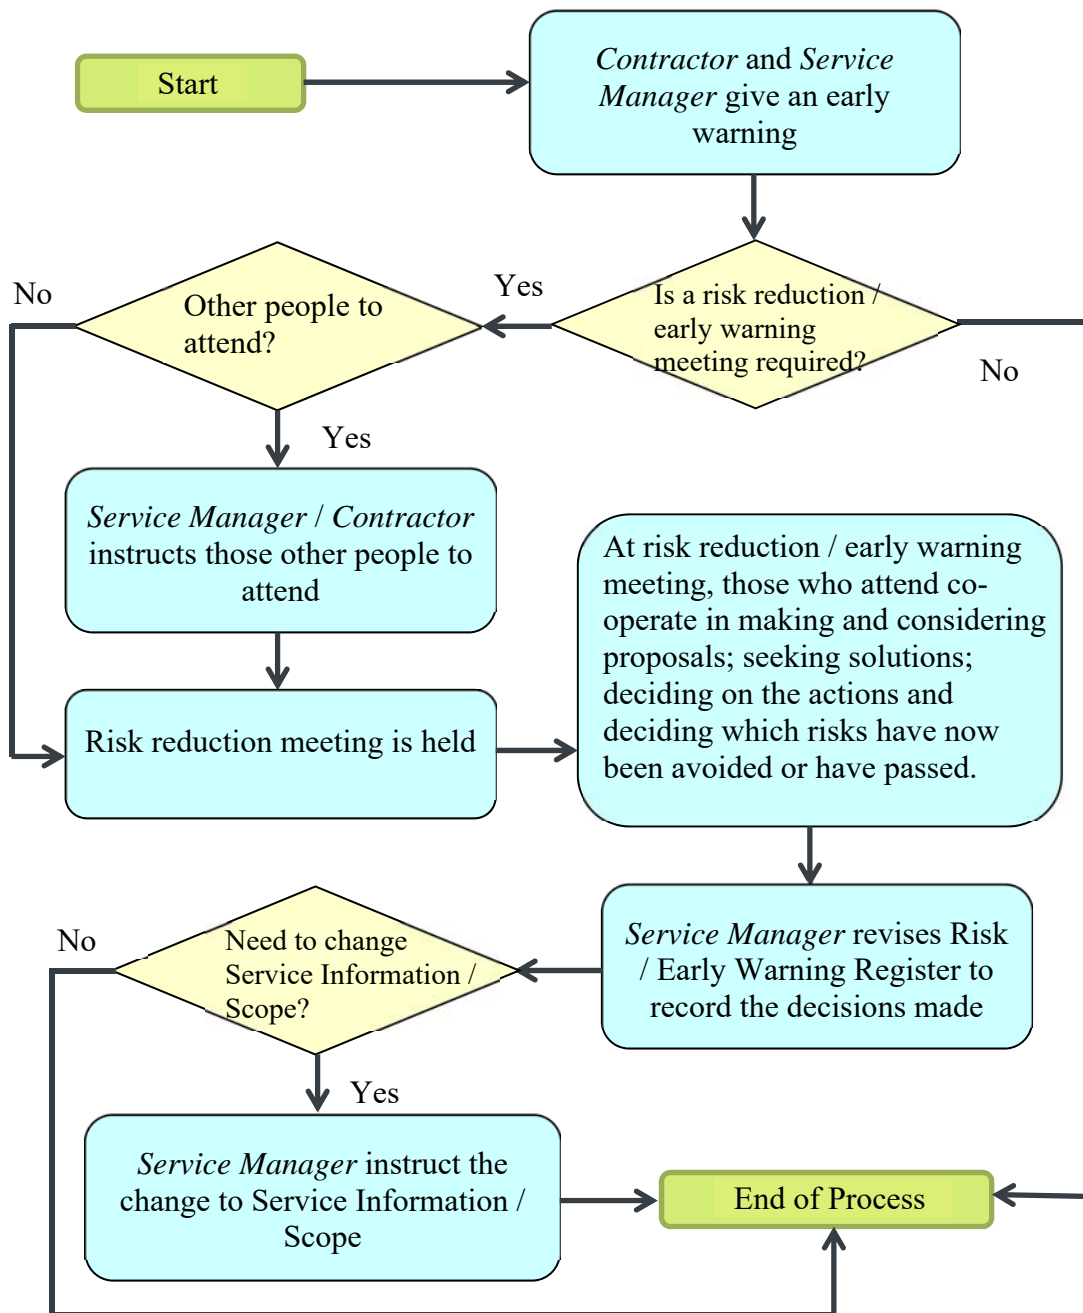 Start
Contractor and Service
Manager give an early
warning
No
Other people to
attend?
Yes
Is a risk reduction /
early warning
meeting required?
No
Yes
Service Manager / Contractor
instructs those other people to
attend
At risk reduction / early warning
meeting, those who attend co-
operate in making and considering
proposals; seeking solutions;
deciding on the actions and
deciding which risks have now
been avoided or have passed.
Risk reduction meeting is held
No
Need to change
Service Information /
Scope?
Service Manager revises Risk
/ Early Warning Register to
record the decisions made
Yes
Service Manager instruct the
change to Service Information /
Scope
End of Process